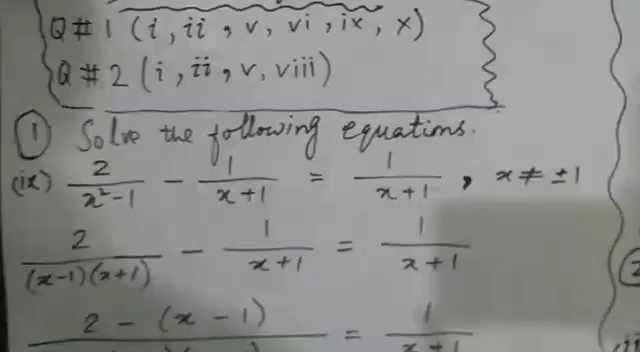 Q # 1 (i, ii, v, vi, ix, x)
Q # 2 (i, ii, v, viii)
① Solve the following equations.
(ix) 2/(x²-1) - 1/(x+1) = 1/(x+1), x ≠ ±1
2/((x-1)(x+1)) - 1/(x+1) = 1/(x+1)
2 - (x - 1) = 1/(x+1)